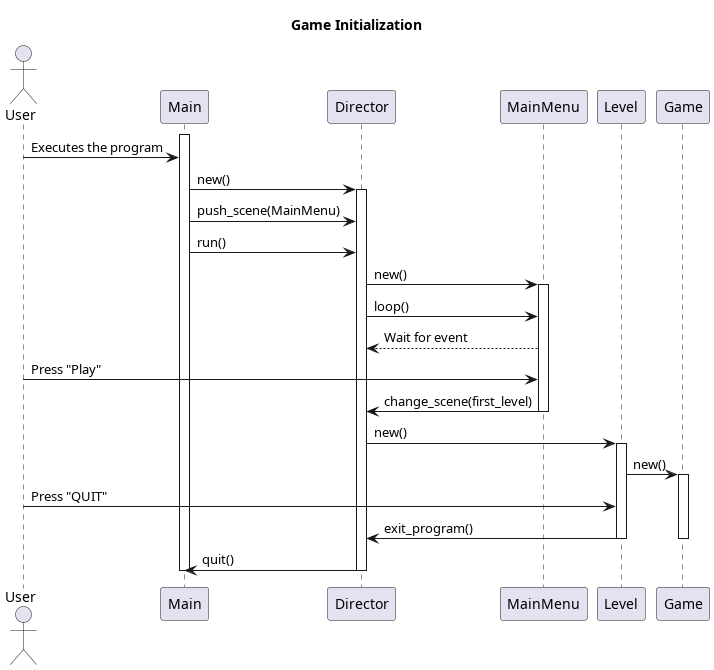 Game Initialization
User
Main
Director
MainMenu
Level
Game
Executes the program
new()
push_scene(MainMenu)
run()
new()
loop()
Wait for event
Press "Play"
change_scene(first_level)
new()
new()
Press "QUIT"
exit_program()
quit()
User
Main
Director
MainMenu
Level
Game